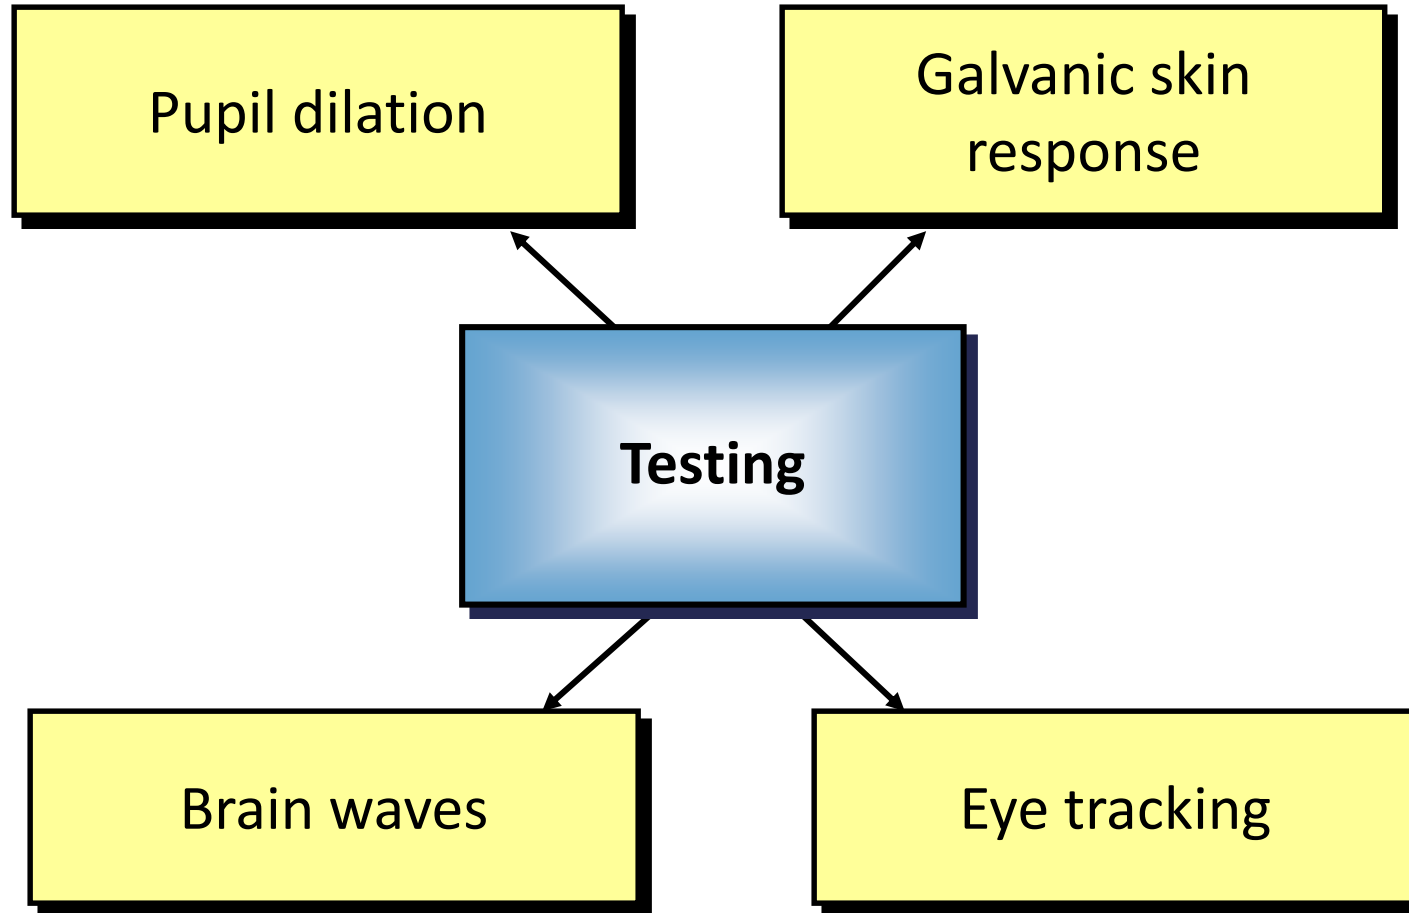 Pupil dilation
Galvanic skin
response
Testing
Brain waves
Eye tracking